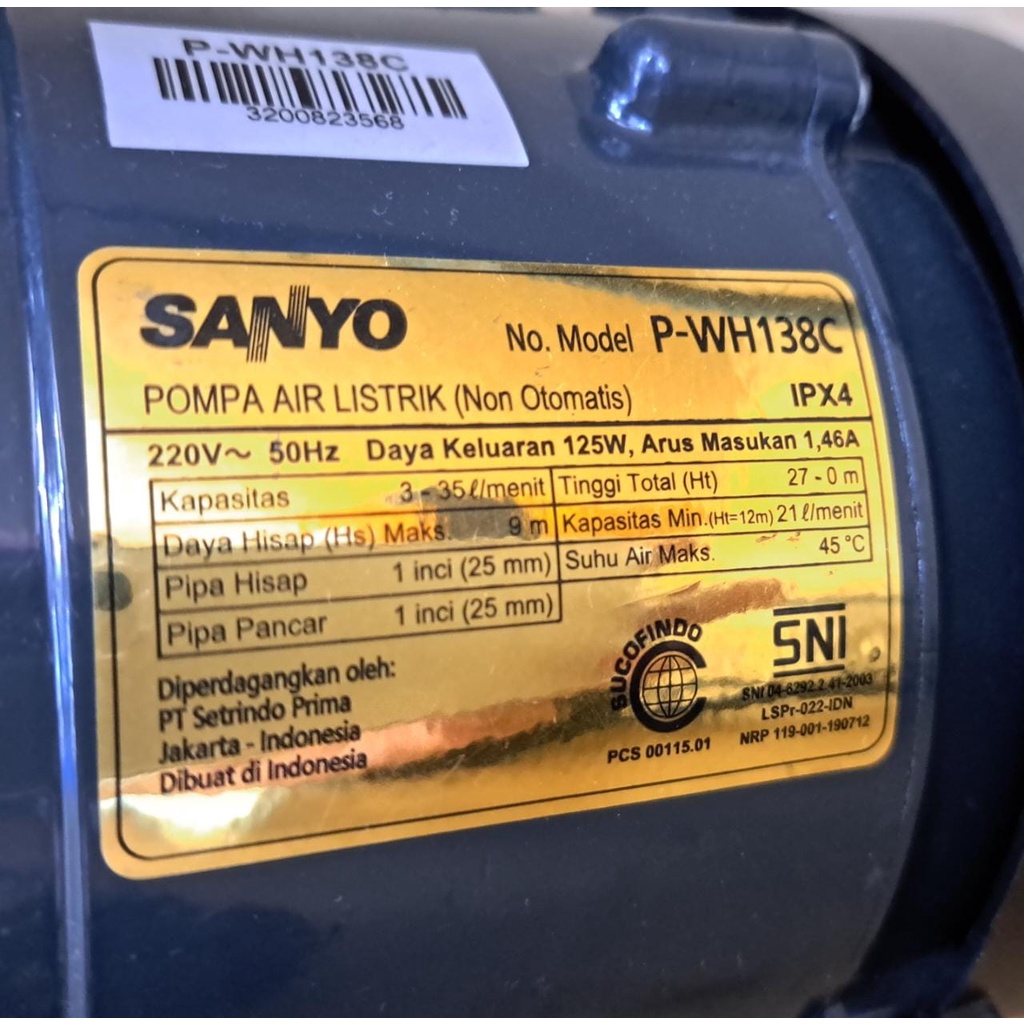 P-WH138C
3200823568
SANYO
No. Model P-WH138C
POMPA AIR LISTRIK (Non Otomatis) IPX4
220V~ 50Hz Daya Keluaran 125W, Arus Masukan 1,46A
Kapasitas 3 - 35ℓ/menit
Daya Hisap (Hs) Maks. 9 m
Pipa Hisap 1 inci (25 mm)
Pipa Pancar 1 inci (25 mm)
Tinggi Total (Ht) 27 - 0 m
Kapasitas Min.(Ht=12m) 21 ℓ/menit
Suhu Air Maks. 45 °C
Diperdagangkan oleh:
PT Setrindo Prima
Jakarta - Indonesia
Dibuat di Indonesia
SUCOFINDO
PCS 00115.01
SNI
SNI 04-6292.2.41-2003
LSPr-022-IDN
NRP 119-001-190712